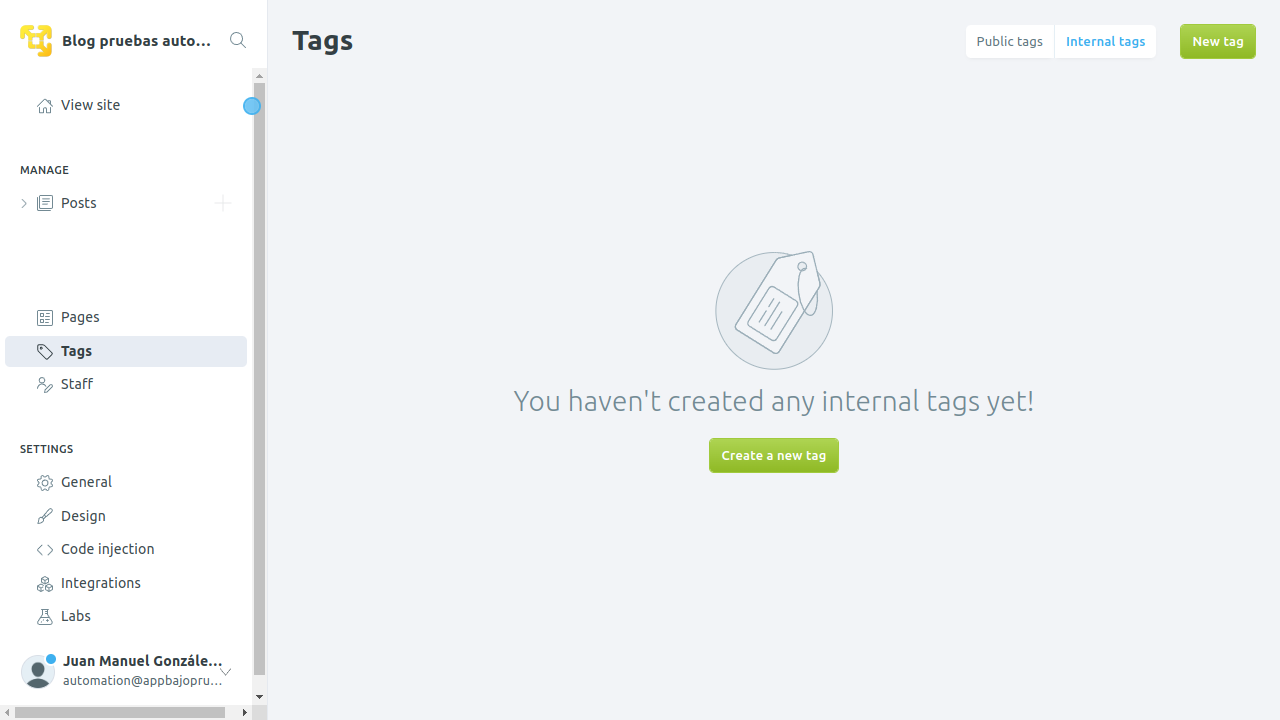 Blog pruebas auto...
View site
MANAGE
Posts
Pages
Tags
Staff
SETTINGS
General
Design
Code injection
Integrations
Labs
Juan Manuel Gonzále...
automation@appbajopru...
Tags
Public tags
Internal tags
New tag
You haven't created any internal tags yet!
Create a new tag